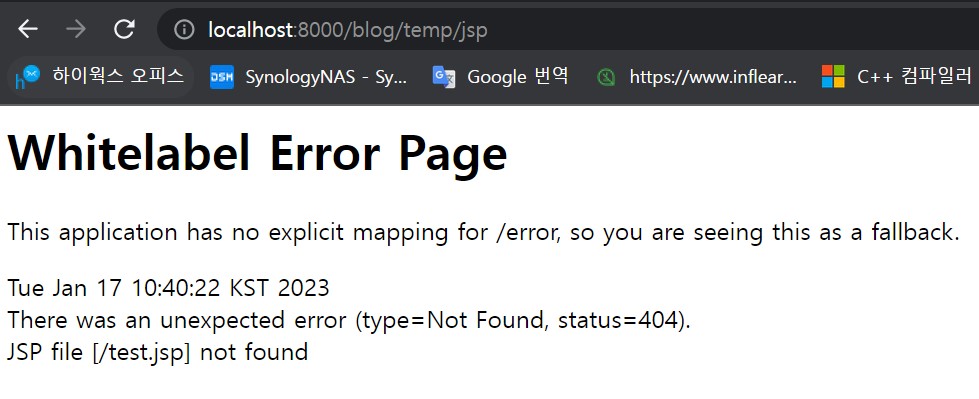 localhost:8000/blog/temp/jsp
하이웍스 오피스 SynologyNAS - Sy... Google 번역 https://www.inflear... C++ 컴파일러
Whitelabel Error Page
This application has no explicit mapping for /error, so you are seeing this as a fallback.
Tue Jan 17 10:40:22 KST 2023
There was an unexpected error (type=Not Found, status=404).
JSP file [/test.jsp] not found